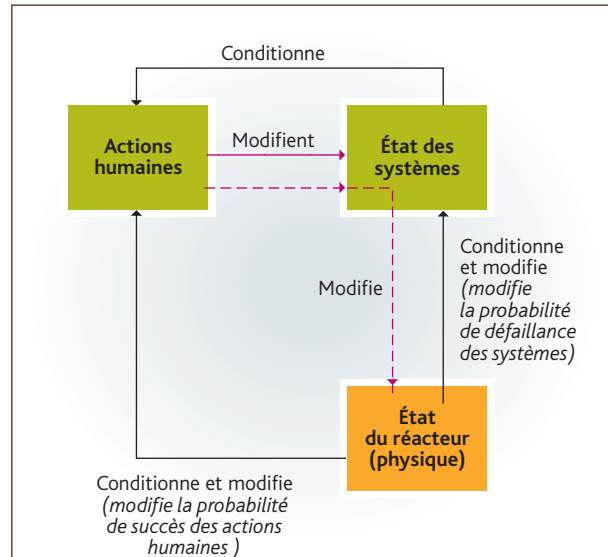 Conditionne
Actions
humaines
Modifient
État des
systèmes
Conditionne
et modifie
(modifie
la probabilité
de défaillance
des systèmes)
Modifie
État
du réacteur
(physique)
Conditionne et modifie
(modifie la probabilité
de succès des actions
humaines )